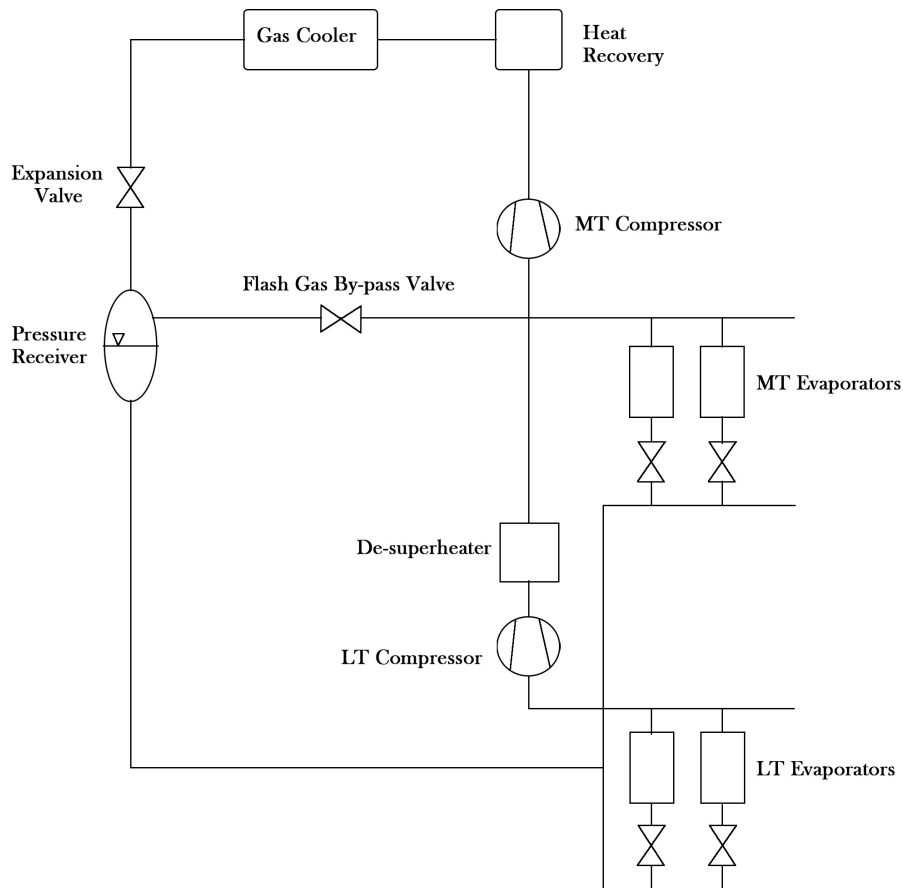 Gas Cooler
Heat
Recovery
Expansion
Valve
MT Compressor
Flash Gas By-pass Valve
Pressure
Receiver
MT Evaporators
De-superheater
LT Compressor
LT Evaporators